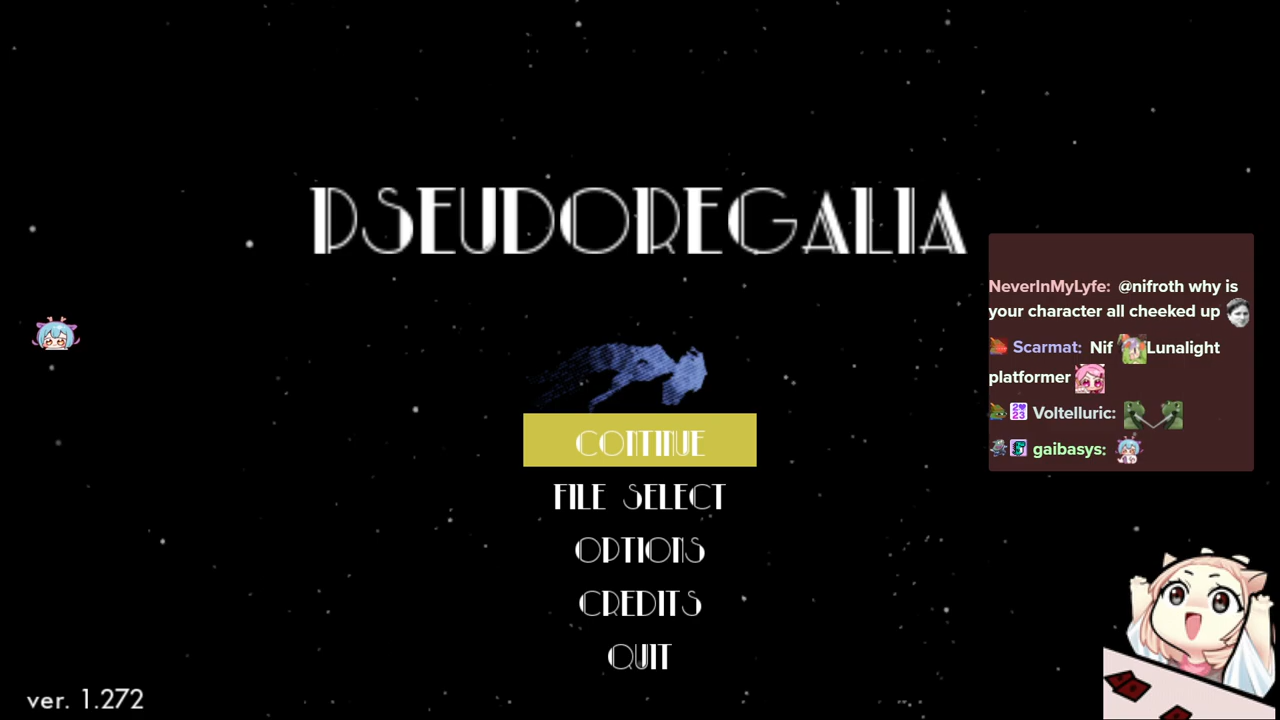 PSEUDOREGALIA
NeverInMyLyfe: @nifroth why is
your character all cheeked up
Scarmat: Nif Lunalight
platformer
Voltelluric:
gaibasys:
CONTINUE
FILE SELECT
OPTIONS
CREDITS
QUIT
ver. 1.272